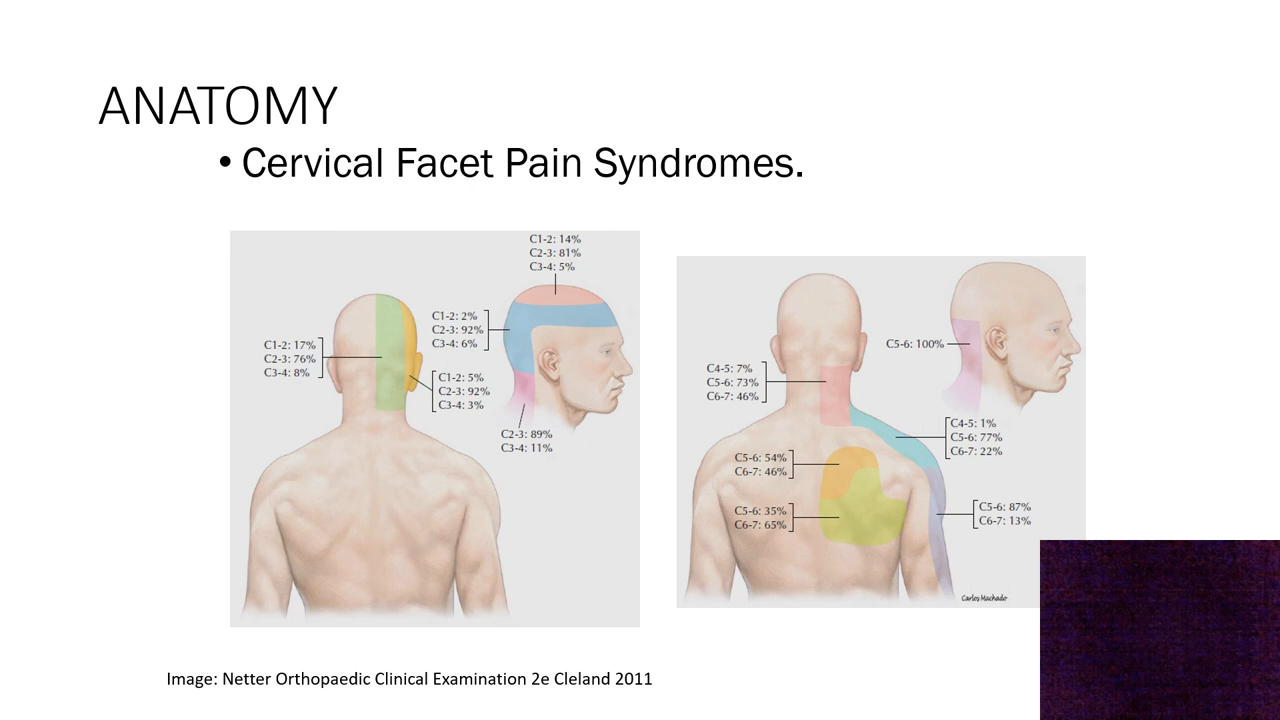 ANATOMY
• Cervical Facet Pain Syndromes.
C1-2: 14%
C2-3: 81%
C3-4: 5%
C1-2: 2%
C2-3: 92%
C3-4: 6%
C1-2: 17%
C2-3: 76%
C3-4: 8%
C1-2: 5%
C2-3: 92%
C3-4: 3%
C2-3: 89%
C3-4: 11%
C5-6: 100%
C4-5: 7%
C5-6: 73%
C6-7: 46%
C4-5: 1%
C5-6: 77%
C6-7: 22%
C5-6: 54%
C6-7: 46%
C5-6: 35%
C6-7: 65%
C5-6: 87%
C6-7: 13%
Carlos Machado
Image: Netter Orthopaedic Clinical Examination 2e Cleland 2011